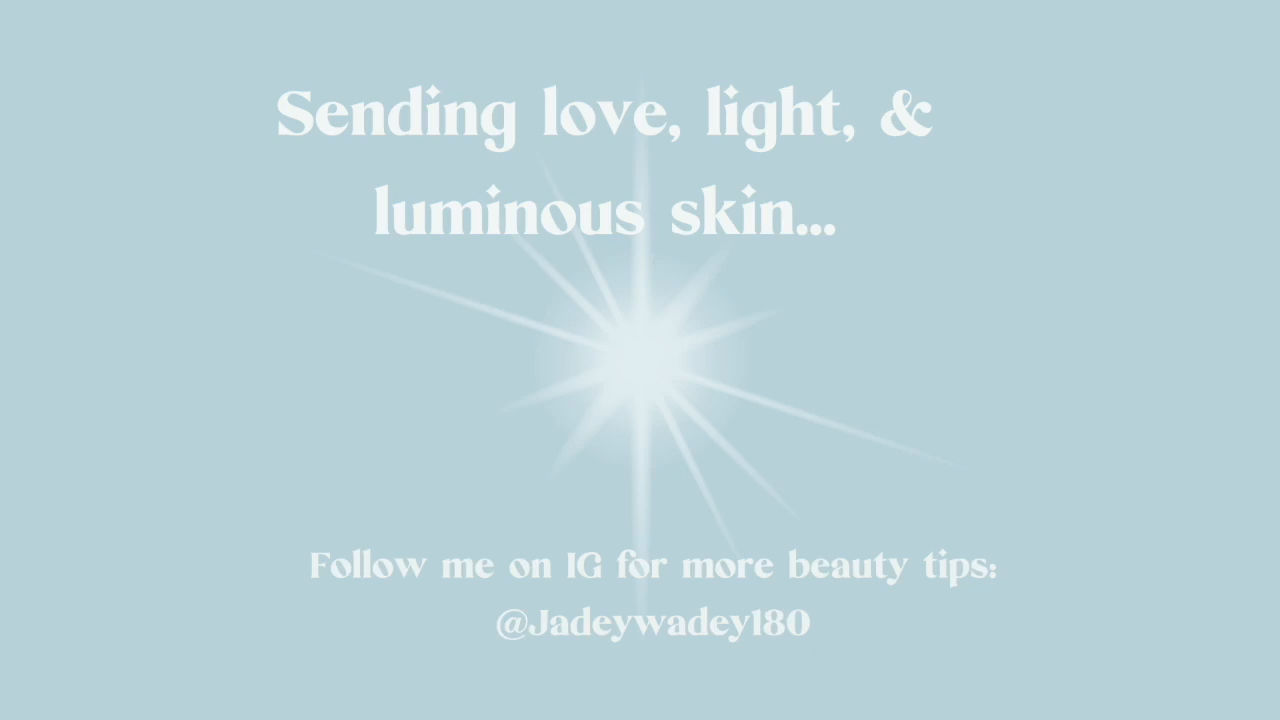 Sending love, light, &
luminous skin...
Follow me on IG for more beauty tips:
@Jadeywadey180